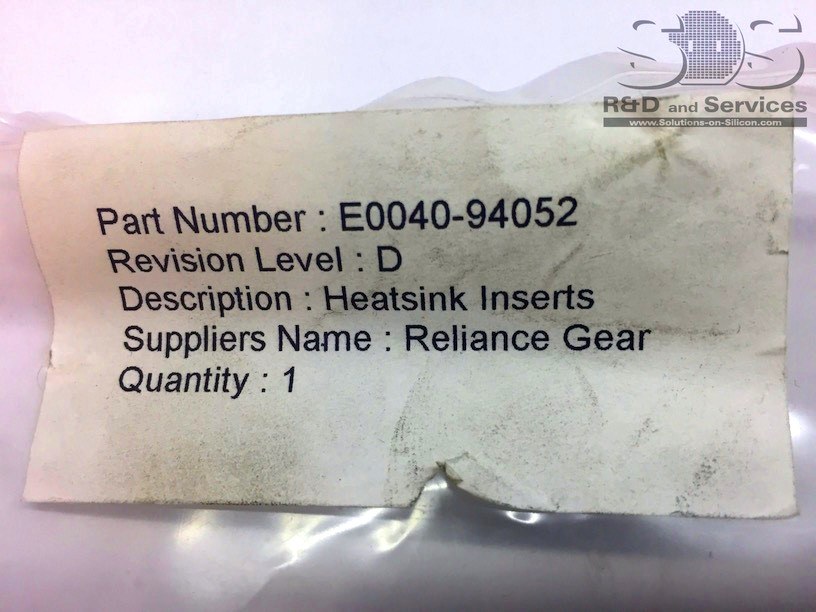 SDS
R&D and Services
www.Solutions-on-Silicon.com
Part Number : E0040-94052
Revision Level : D
Description : Heatsink Inserts
Suppliers Name : Reliance Gear
Quantity : 1